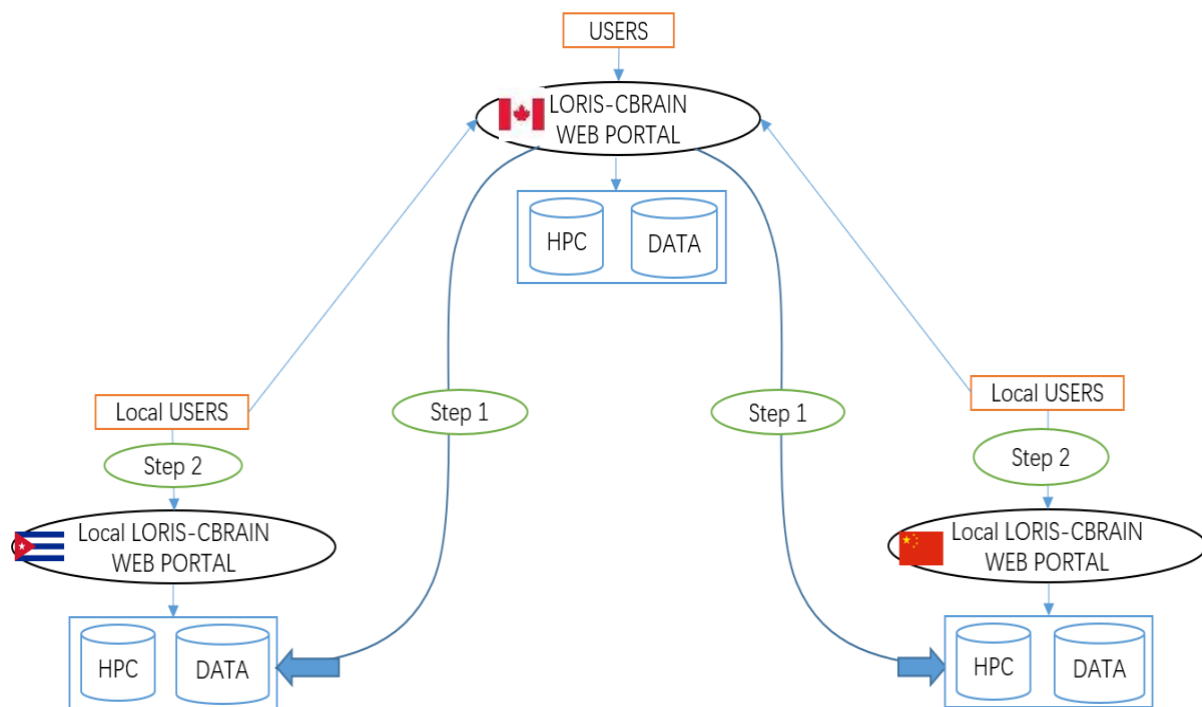 USERS
LORIS-CBRAIN
WEB PORTAL
HPC
DATA
Local USERS
Step 1
Step 1
Local USERS
Step 2
Step 2
Local LORIS-CBRAIN
WEB PORTAL
Local LORIS-CBRAIN
WEB PORTAL
HPC
DATA
HPC
DATA